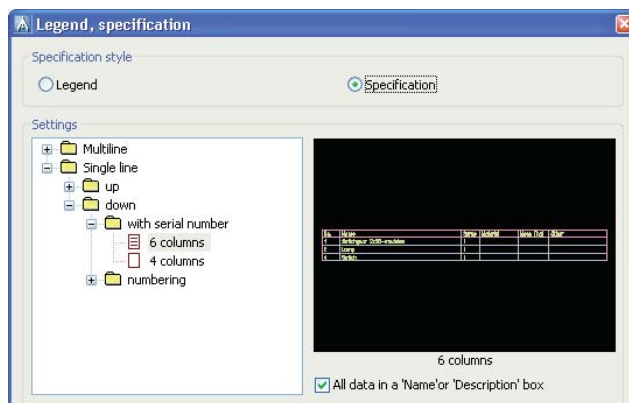 Legend, specification
Specification style
Legend
Specification
Settings
Multiline
Single line
up
down
with serial number
6 columns
4 columns
numbering
Name
6 columns
All data in a 'Name'or 'Description' box